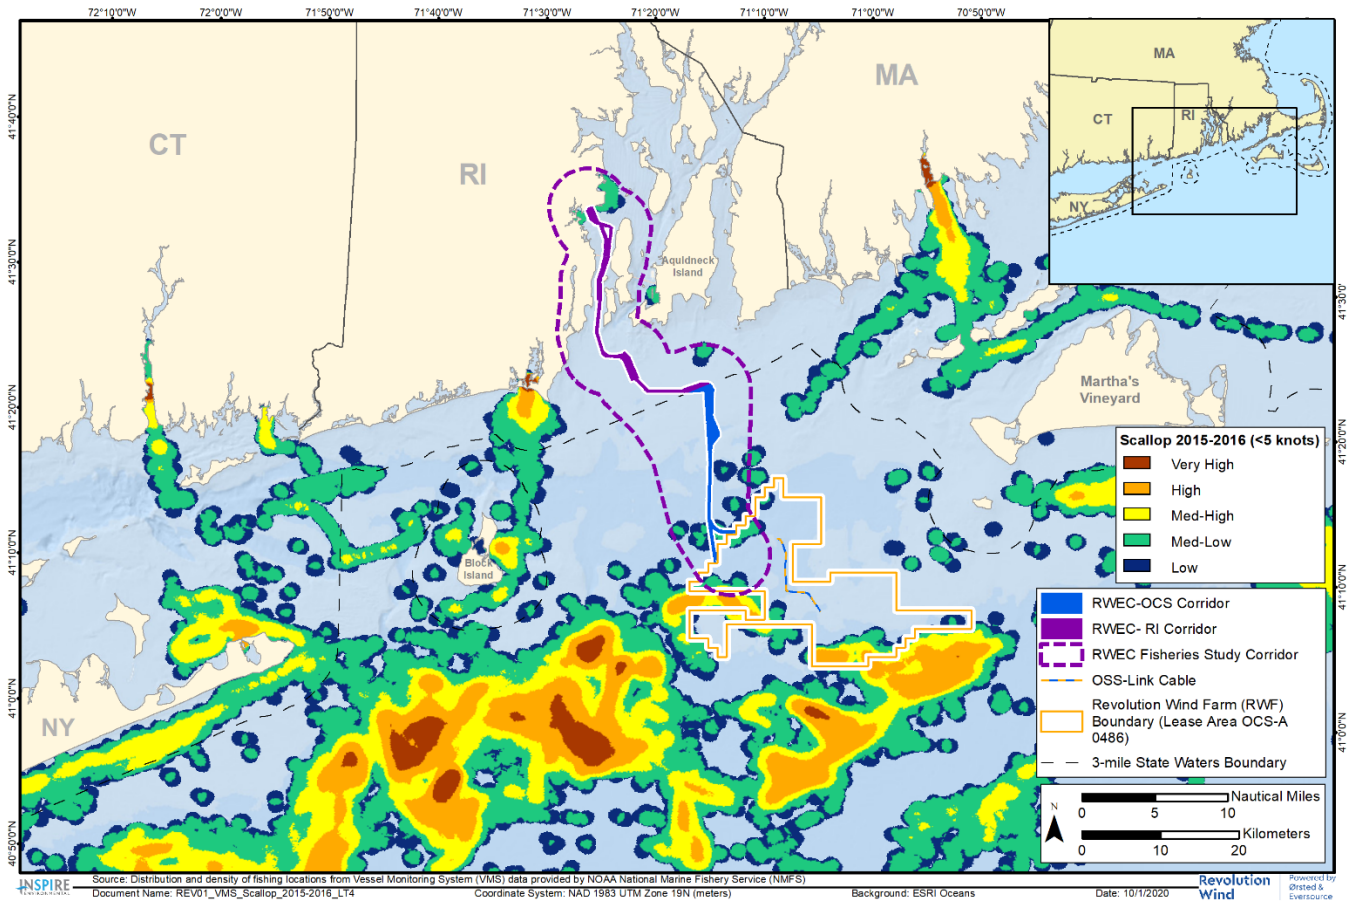 72°10'0"W 72°0'0"W 71°50'0"W 71°40'0"W 71°30'0"W 71°20'0"W 71°10'0"W 71°0'0"W 70°50'0"W
41°40'0"N
41°30'0"N
41°20'0"N
41°10'0"N
41°0'0"N
40°50'0"N
CT
RI
MA
Aquidneck
Island
Block
Island
Martha's
Vineyard
NY
MA
CT
RI
NY
41°30'0'
41°20'0"N
41°10'0"N
41°0'0"N
Scallop 2015-2016 (<5 knots)
Very High
High
Med-High
Med-Low
Low
RWEC-OCS Corridor
RWEC- RI Corridor
RWEC Fisheries Study Corridor
OSS-Link Cable
Revolution Wind Farm (RWF)
Boundary (Lease Area OCS-A
0486)
3-mile State Waters Boundary
N
Nautical Miles
0 5 10
Kilometers
0 10 20
INSPIRE
ENVIRONMENTAL
Source: Distribution and density of fishing locations from Vessel Monitoring System (VMS) data provided by NOAA National Marine Fishery Service (NMFS)
Document Name: REV01_VMS_Scallop_2015-2016_LT4 Coordinate System: NAD 1983 UTM Zone 19N (meters) Background: ESRI Oceans Date: 10/1/2020
Revolution
Wind
Powered by
Ørsted &
Eversource